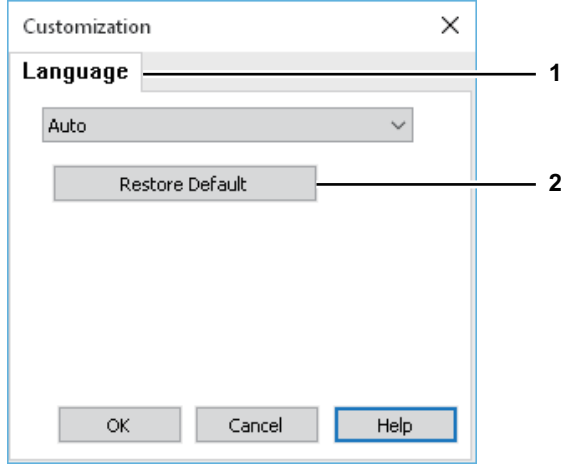 Customization
Language
1
Auto
Restore Default
2
OK Cancel Help